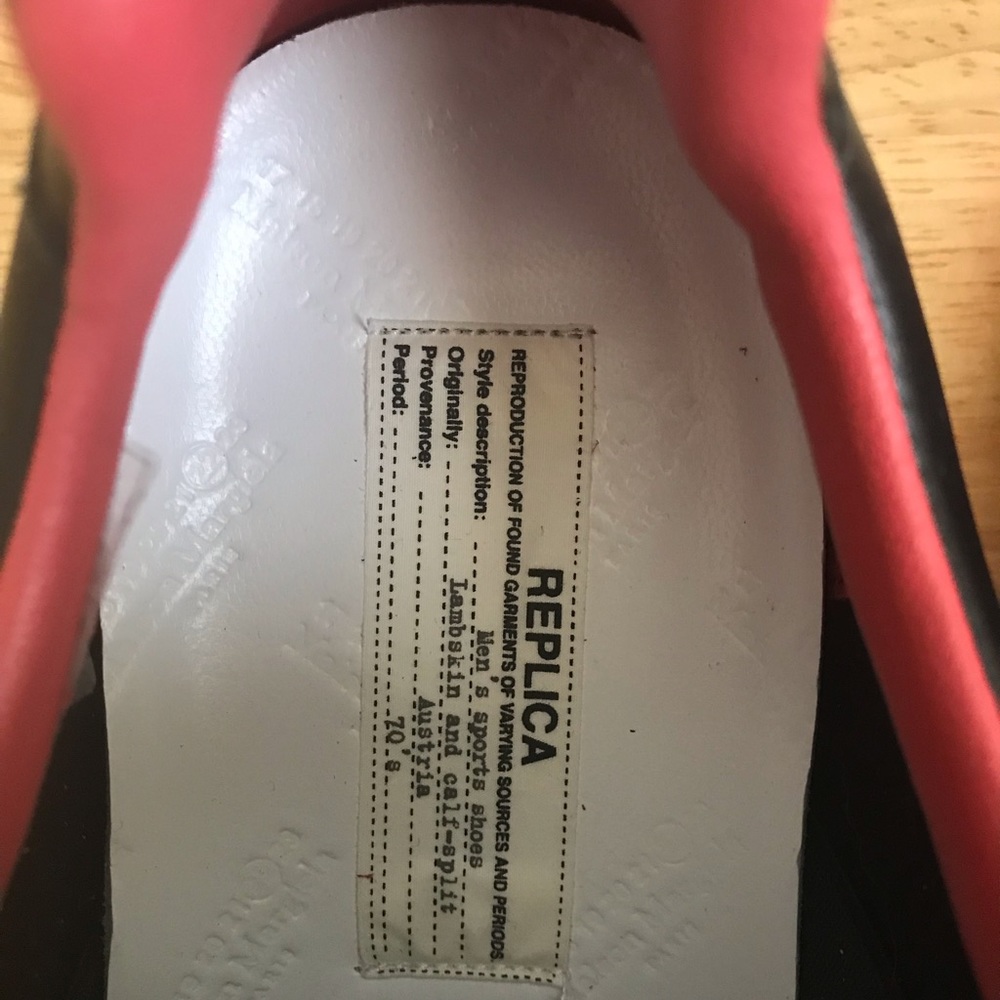 REPLICA
REPRODUCTION OF FOUND GARMENTS OF VARYING SOURCES AND PERIODS.
Style description: Men's sports shoes
Originally: Lambskin and calf-split
Provenance: Austria
Period: 70's